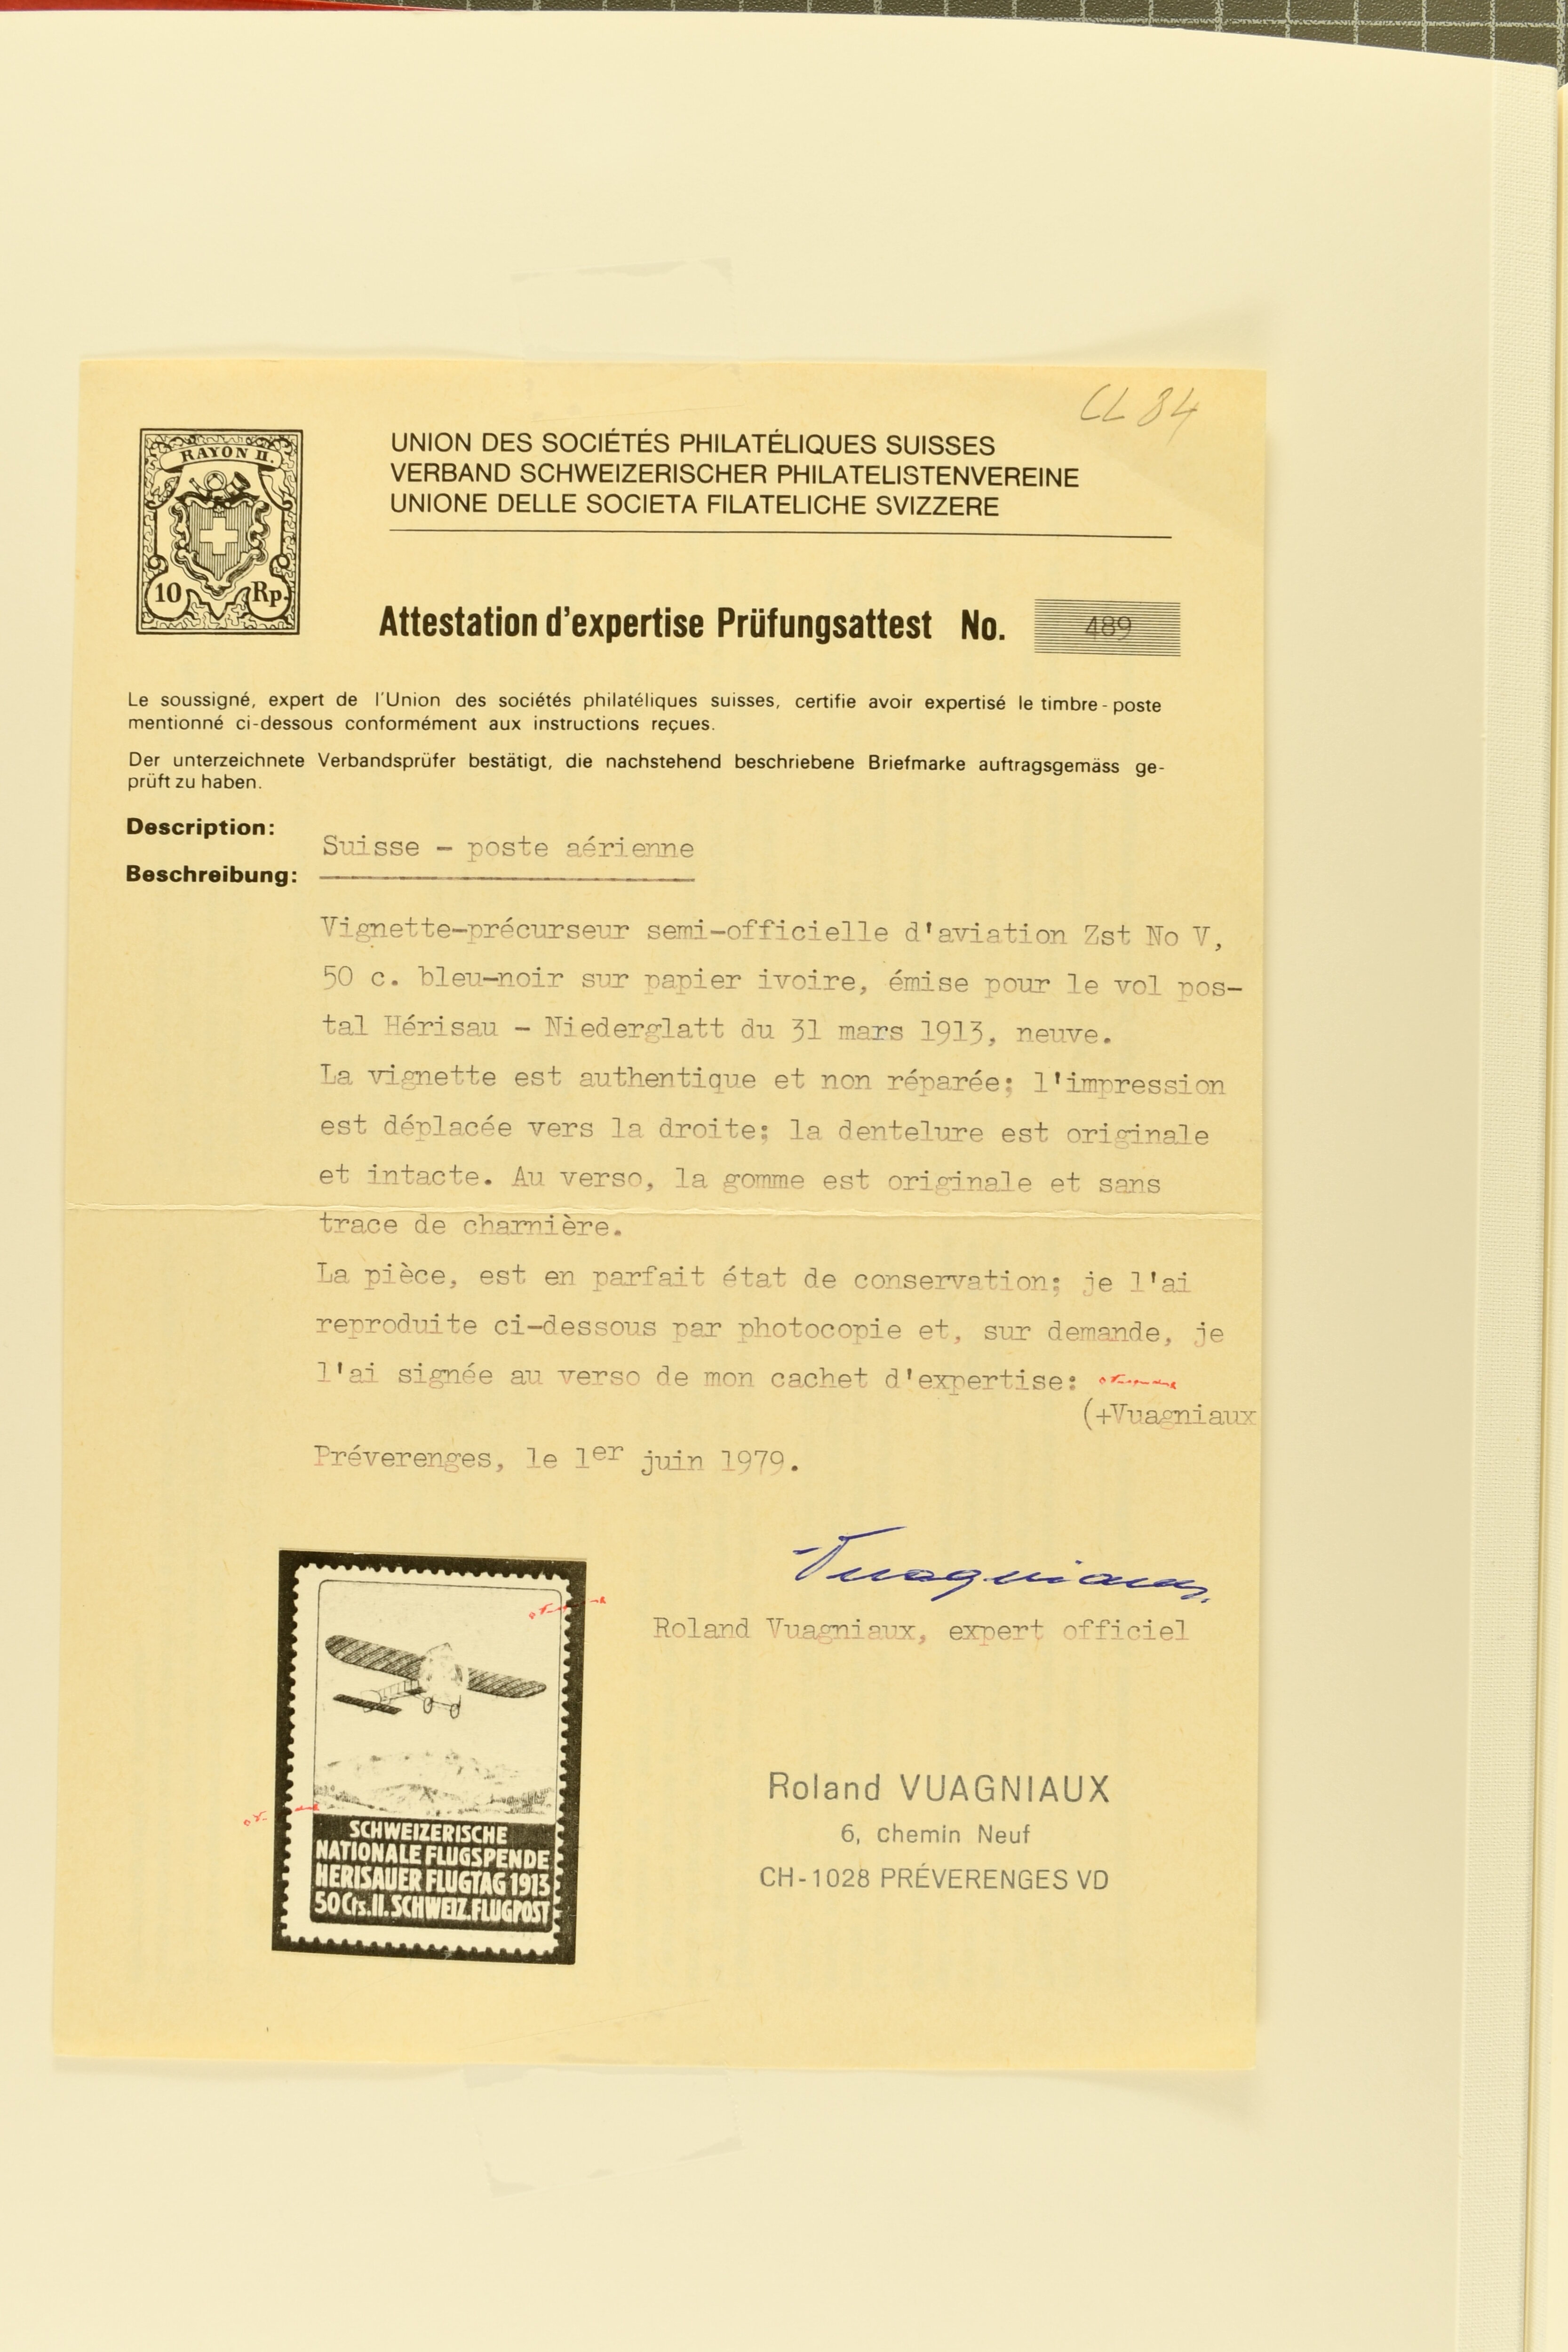 CL 84
RAYON II.
10 Rp.
UNION DES SOCIÉTÉS PHILATÉLIQUES SUISSES
VERBAND SCHWEIZERISCHER PHILATELISTENVEREINE
UNIONE DELLE SOCIETA FILATELICHE SVIZZERE
Attestation d'expertise Prüfungsattest No. 489
Le soussigné, expert de l'Union des sociétés philatéliques suisses, certifie avoir expertisé le timbre-poste
mentionné ci-dessous conformément aux instructions reçues.
Der unterzeichnete Verbandsprüfer bestätigt, die nachstehend beschriebene Briefmarke auftragsgemäss ge-
prüft zu haben.
Description:
Suisse - poste aérienne
Beschreibung:
Vignette-précurseur semi-officielle d'aviation Zst No V,
50 c. bleu-noir sur papier ivoire, émise pour le vol pos-
tal Hérisau - Niederglatt du 31 mars 1913, neuve.
La vignette est authentique et non réparée; l'impression
est déplacée vers la droite; la dentelure est originale
et intacte. Au verso, la gomme est originale et sans
trace de charnière.
La pièce, est en parfait état de conservation; je l'ai
reproduite ci-dessous par photocopie et, sur demande, je
l'ai signée au verso de mon cachet d'expertise:
(+Vuagniaux
Préverenges, le 1er juin 1979.
Vuagniaux.
Roland Vuagniaux, expert officiel
Roland VUAGNIAUX
6, chemin Neuf
CH-1028 PRÉVERENGES VD
SCHWEIZERISCHE
NATIONALE FLUGSPENDE
HERISAUER FLUGTAG 1913
50 Cts. II. SCHWEIZ. FLUGPOST